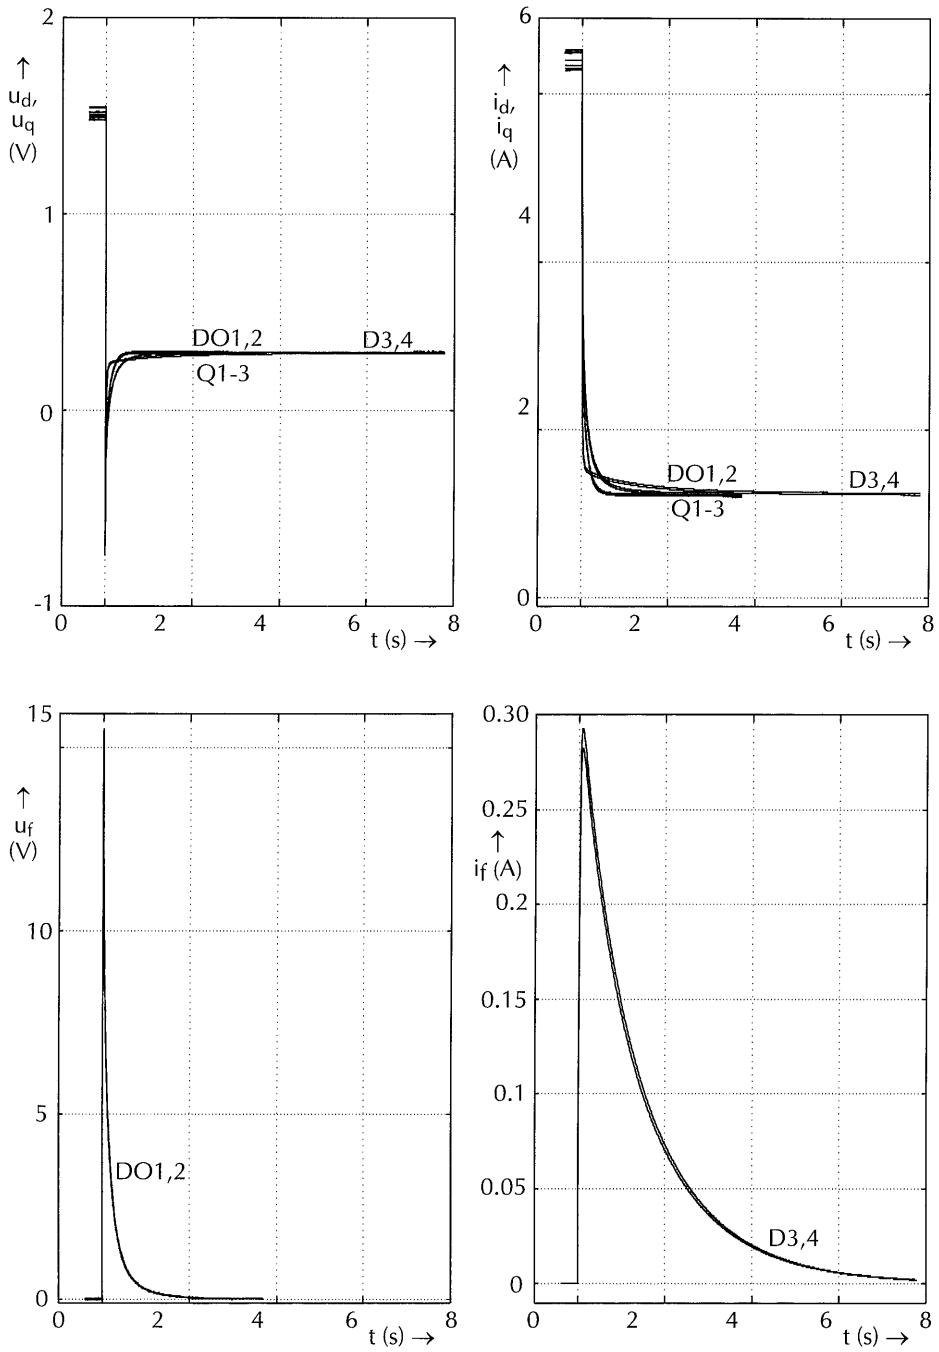 2
↑
u_d,
u_q
(V)
1
0
-1
DO1,2
D3,4
Q1-3
0
2
4
6
8
t (s) →
6
↑
i_d,
i_q
(A)
4
2
0
DO1,2
D3,4
Q1-3
0
2
4
6
8
t (s) →
15
↑
u_f
(V)
10
5
0
DO1,2
0
2
4
6
8
t (s) →
0.30
0.25
↑
i_f (A)
0.2
0.15
0.1
0.05
0
D3,4
0
2
4
6
8
t (s) →